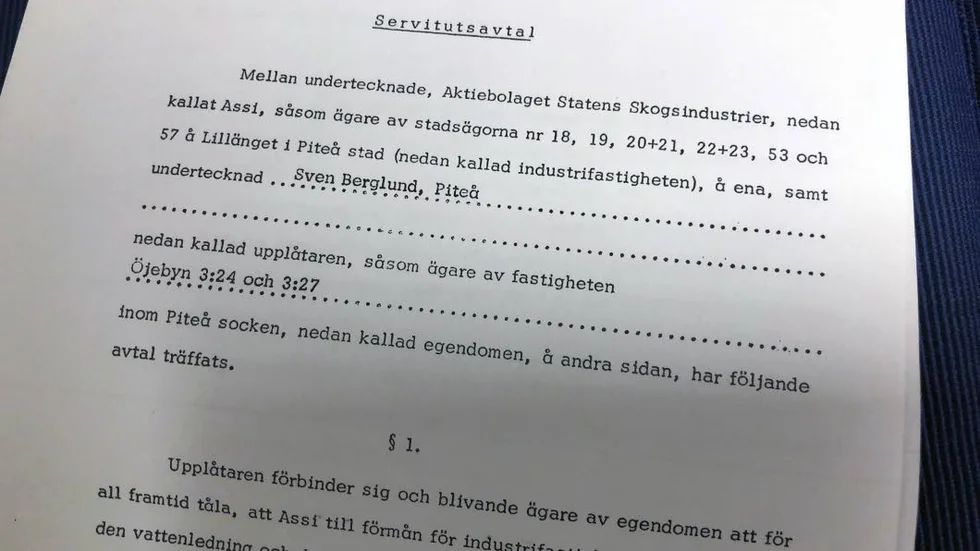 Servitutsavtal
Mellan undertecknade, Aktiebolaget Statens Skogsindustrier, nedan
kallat Assi, såsom ägare av stadsägorna nr 18, 19, 20+21, 22+23, 53 och
57 å Lillänget i Piteå stad (nedan kallad industrifastigheten), å ena, samt
undertecknad ...Sven Berglund, Piteå
nedan kallad upplåtaren, såsom ägare av fastigheten
Öjebyn 3:24 och 3:27
inom Piteå socken, nedan kallad egendomen, å andra sidan, har följande
avtal träffats.
§ 1.
Upplåtaren förbinder sig och blivande ägare av egendomen att för
all framtid tåla, att Assi till förmån för
den vattenledning och